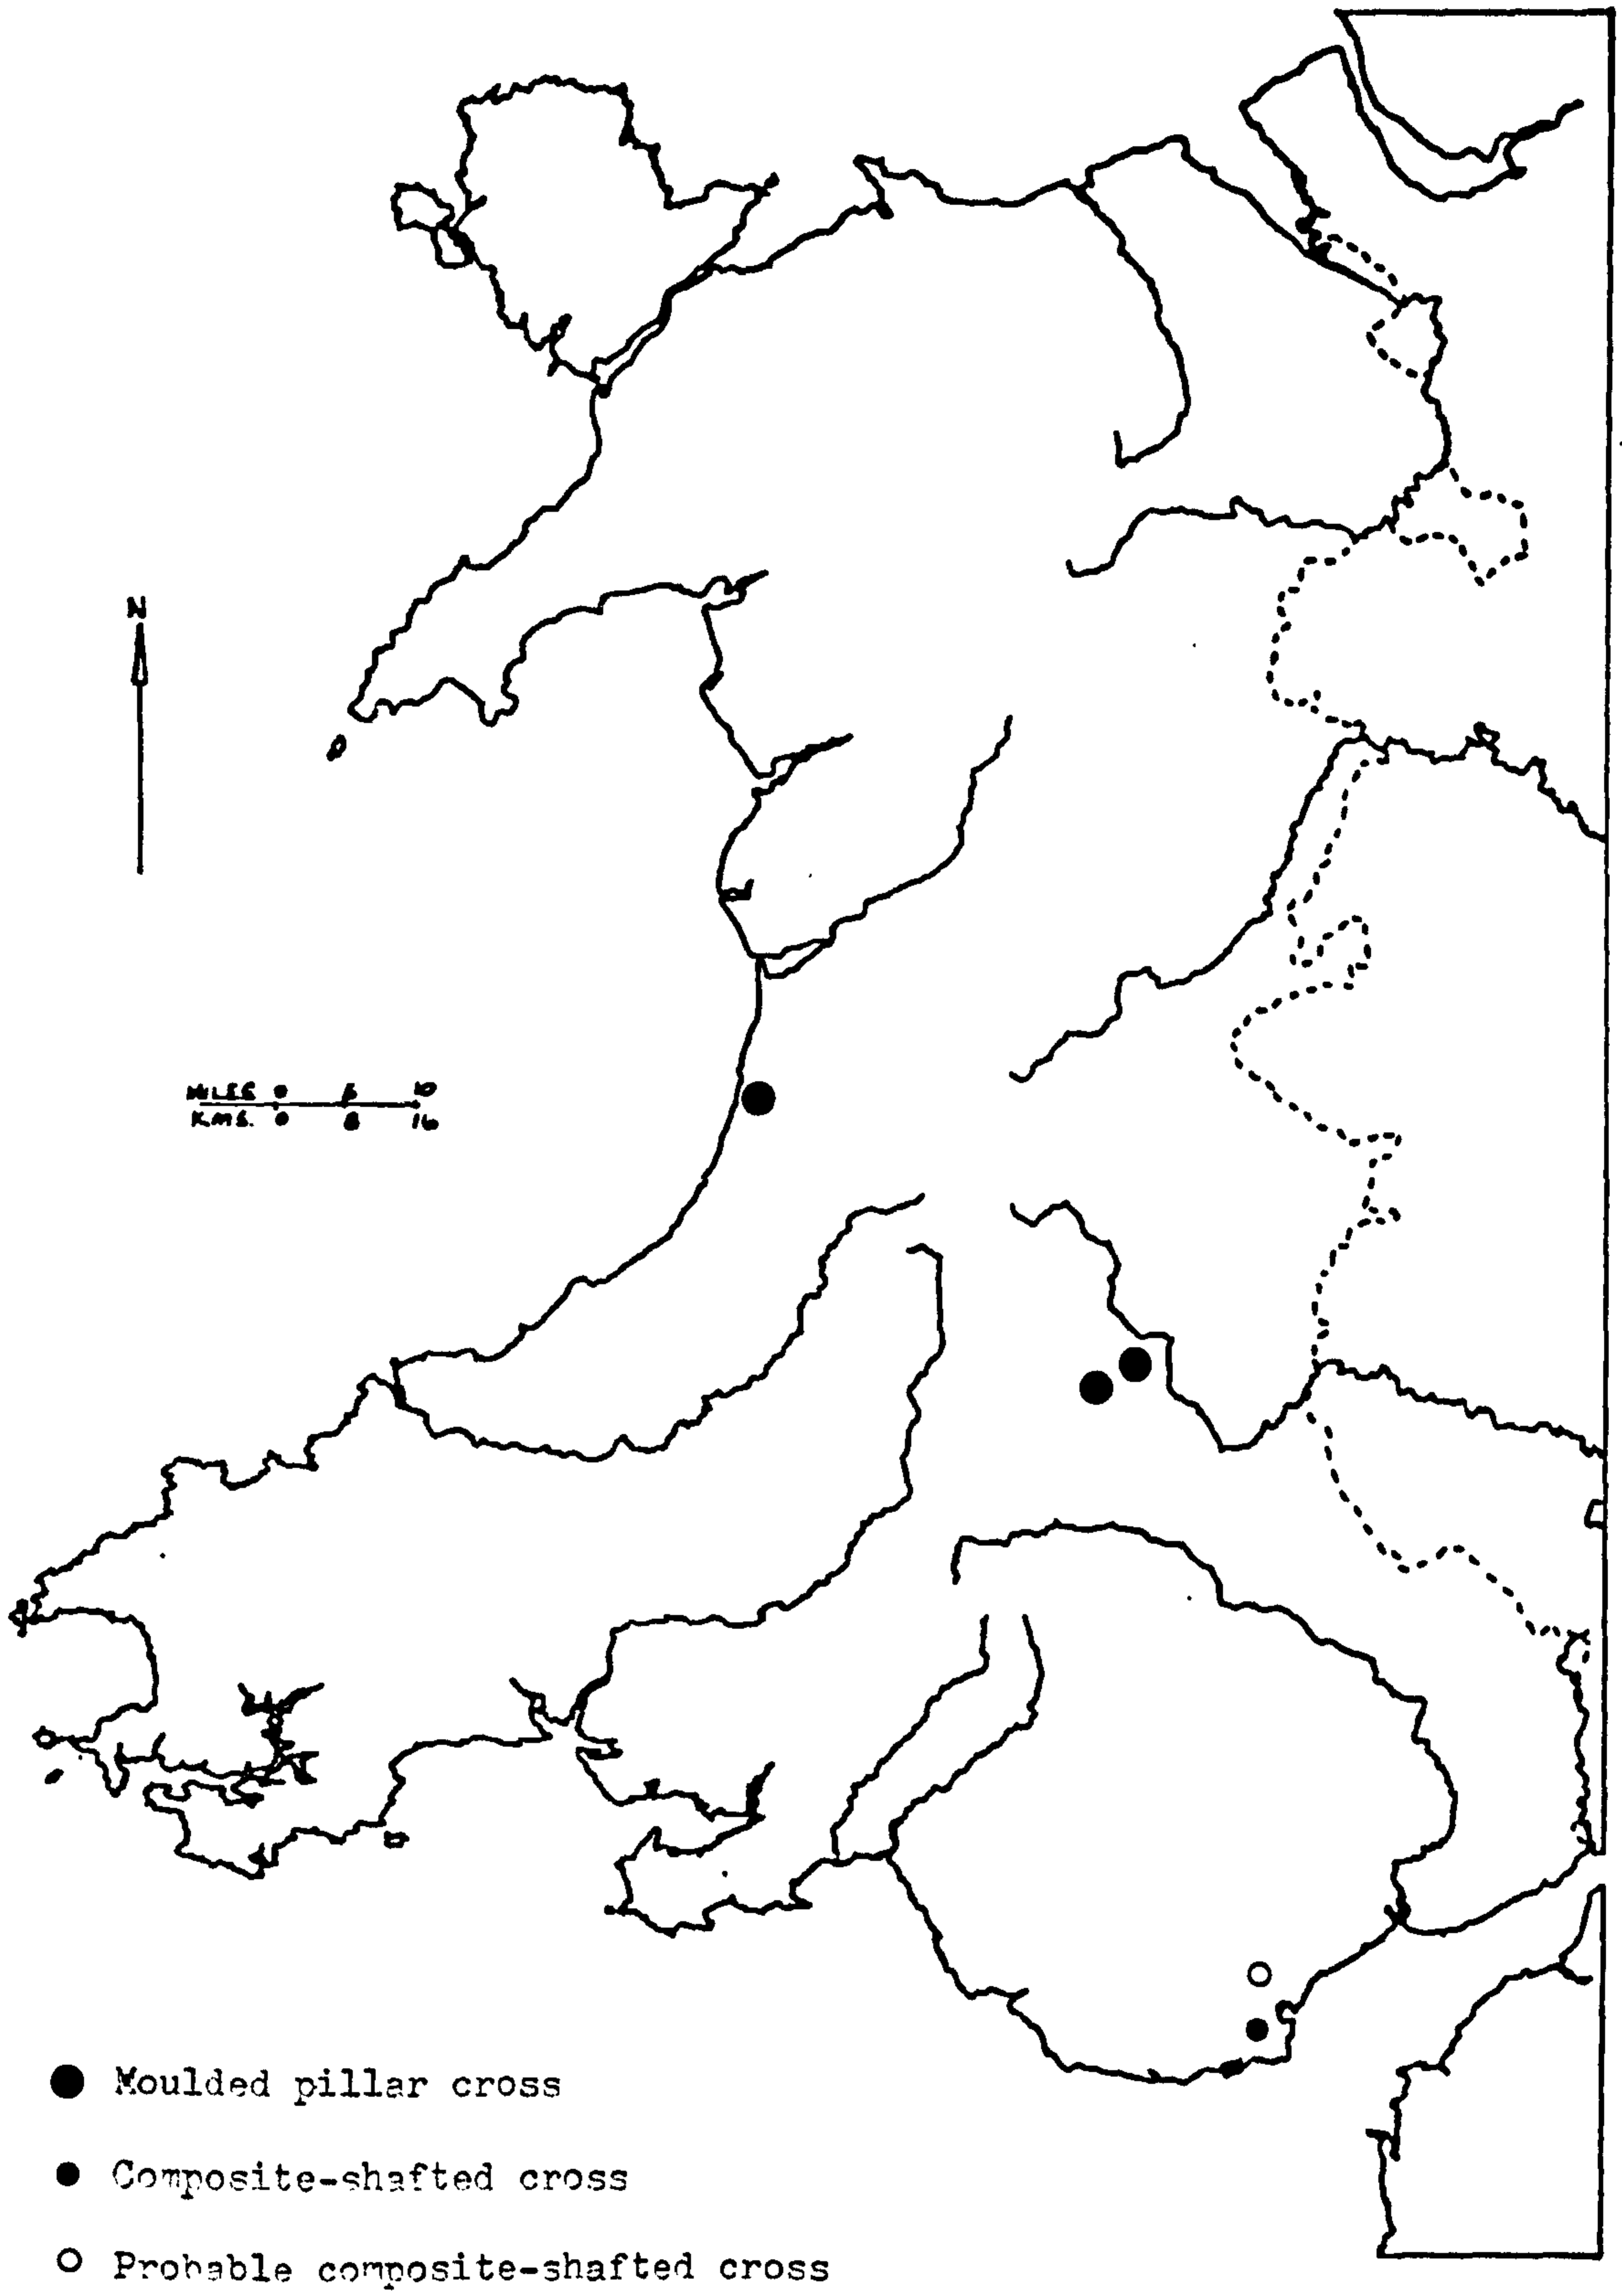 N
MILES 0 5 10
KMS. 0 8 16
Moulded pillar cross
Composite-shafted cross
Probable composite-shafted cross